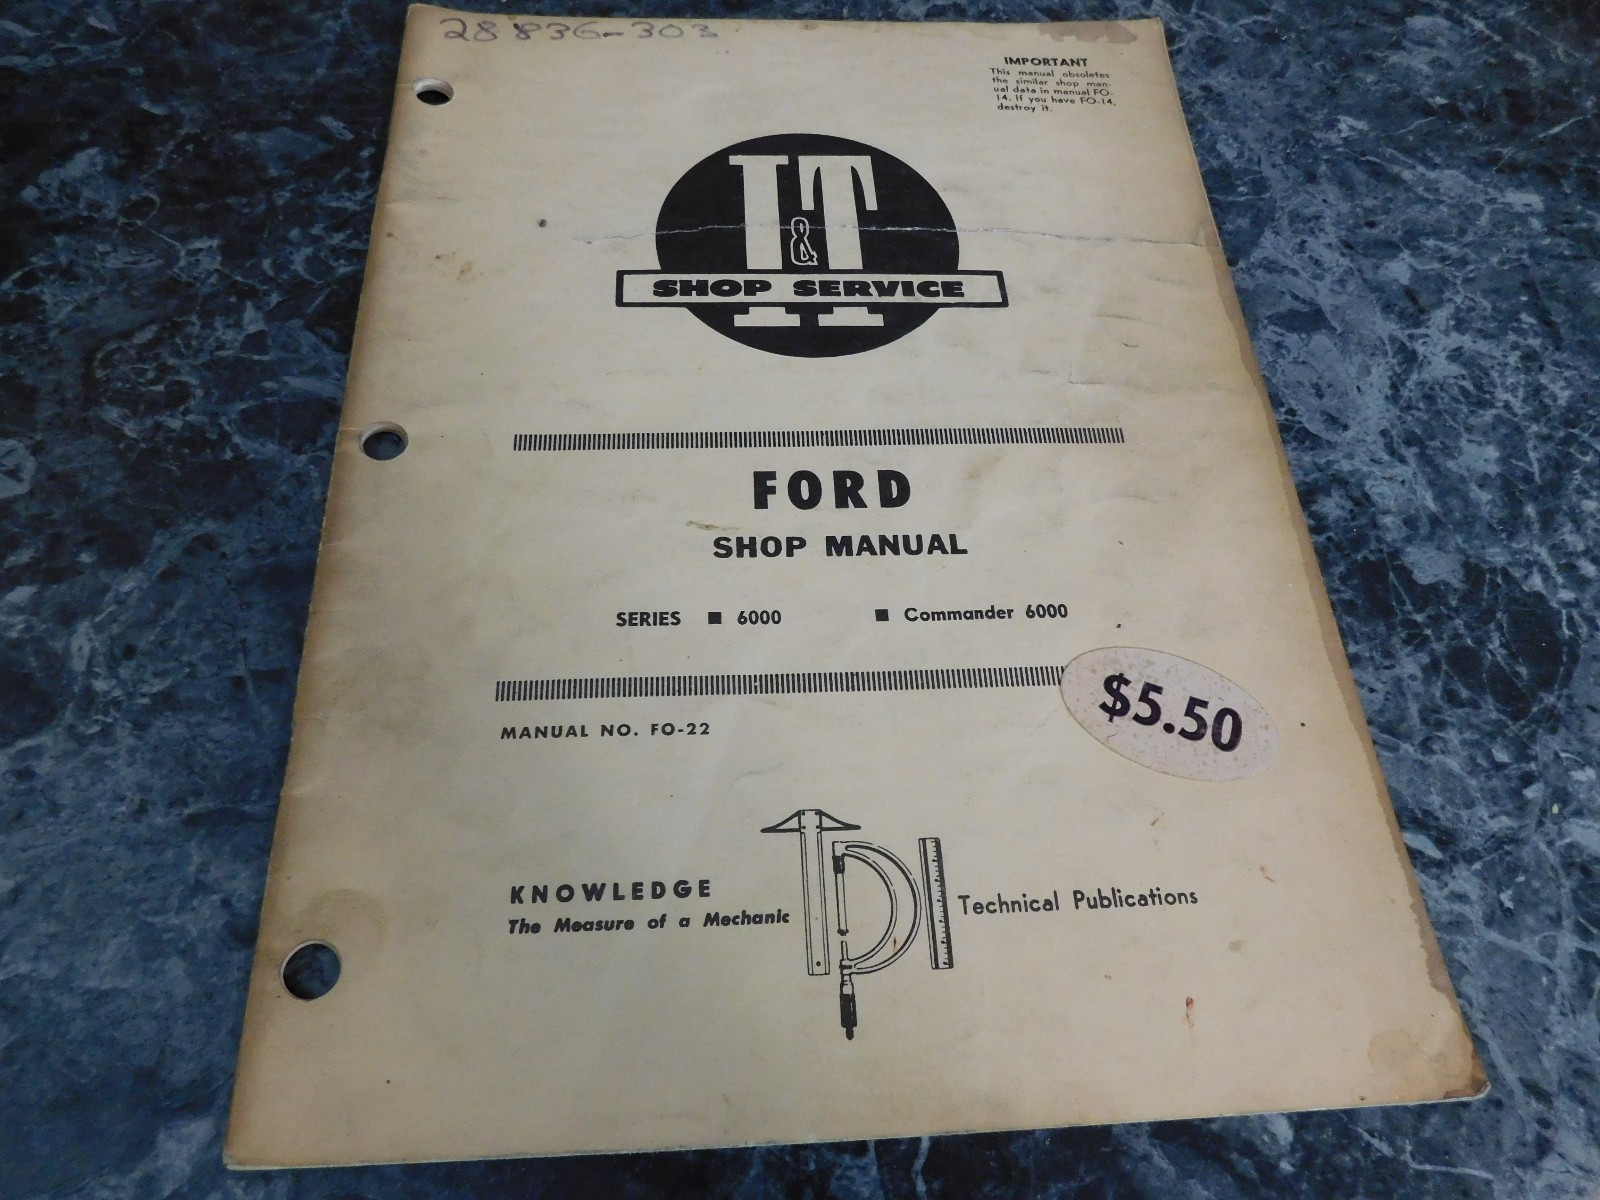 28836-303
IMPORTANT
This manual obsoletes
the similar shop man-
ual data in manual FO-
14. If you have FO-14,
destroy it.
I&T
SHOP SERVICE
FORD
SHOP MANUAL
SERIES ■ 6000 ■ Commander 6000
$5.50
MANUAL NO. FO-22
KNOWLEDGE
The Measure of a Mechanic
Technical Publications